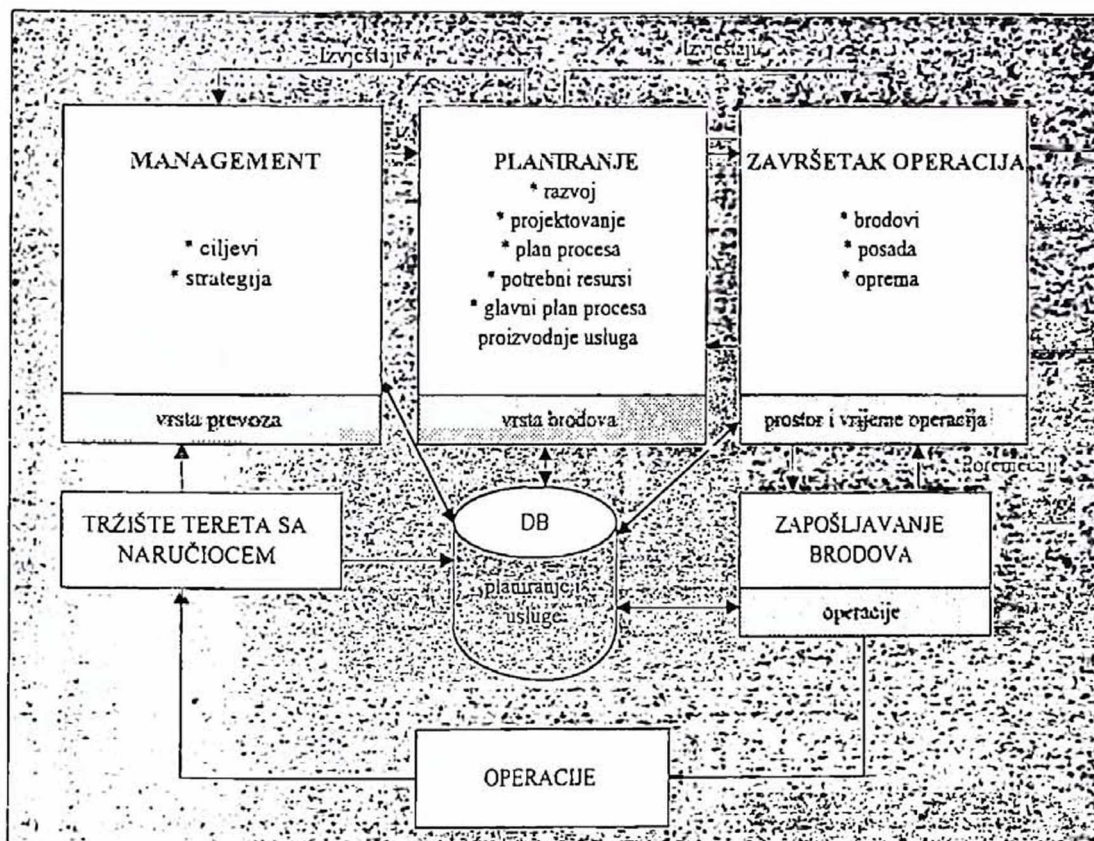 Izvještaji
Izvještaji
MANAGEMENT
* ciljevi
* strategija
vrsta prevoza
PLANIRANJE
* razvoj
* projektovanje
* plan procesa
* potrebni resursi
* glavni plan procesa
proizvodnje usluga
vrsta brodova
ZAVRŠETAK OPERACIJA
* brodovi
* posada
* oprema
prostor i vrijeme operacija
Poremećaji
TRŽIŠTE TERETA SA
NARUČIOCEM
DB
planiranje i
usluge
ZAPOŠLJAVANJE
BRODOVA
operacije
OPERACIJE